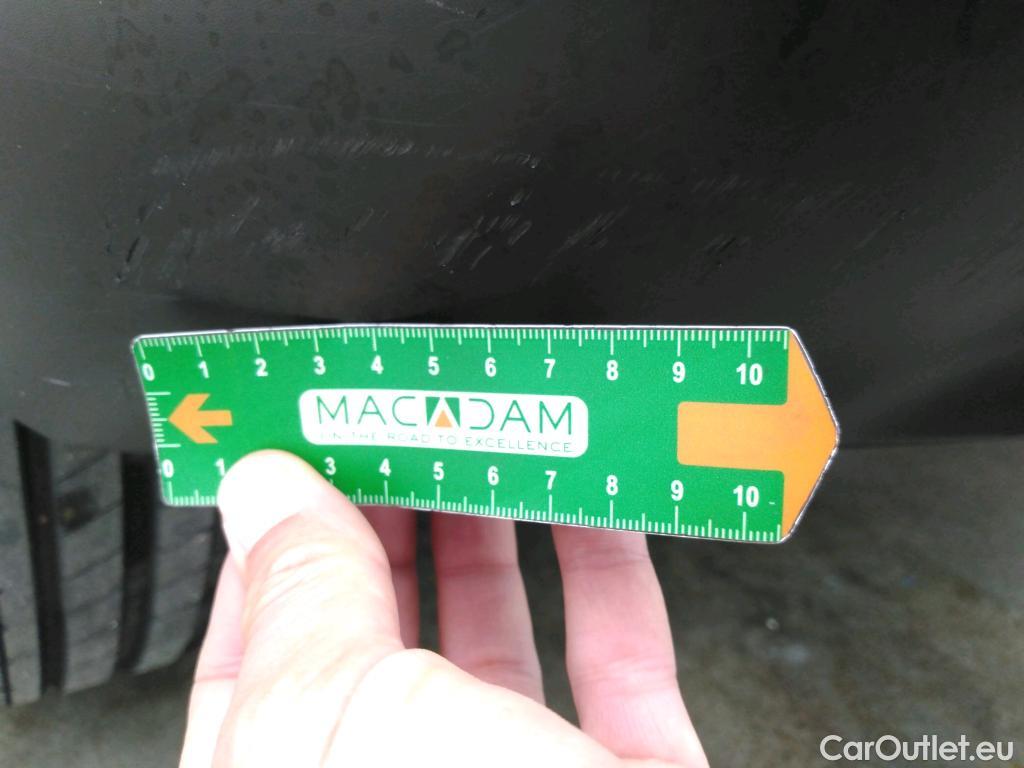 0 1 2 3 4 5 6 7 8 9 10
MACADAM
ON THE ROAD TO EXCELLENCE
0 1 3 4 5 6 7 8 9 10
CarOutlet.eu